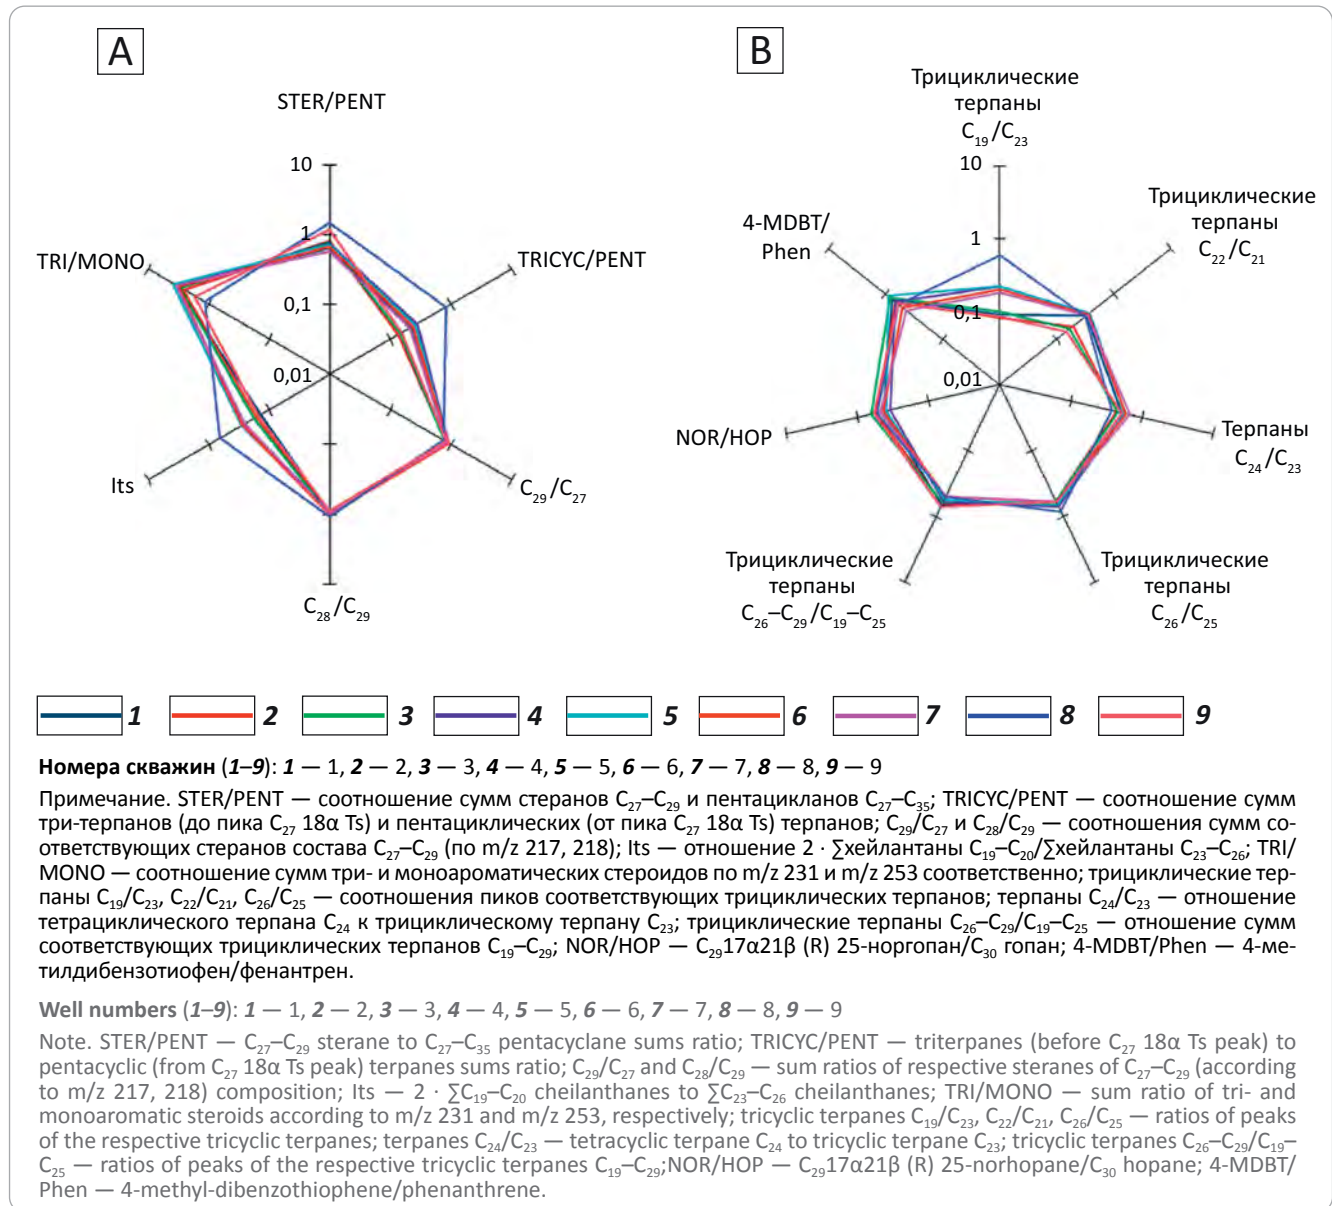 A
STER/PENT
10
1
TRI/MONO
TRICYC/PENT
0,1
0,01
Its
C₂₉/C₂₇
C₂₈/C₂₉
B
Трициклические
терпаны
C₁₉/C₂₃
10
Трициклические
терпаны
C₂₂/C₂₁
4-MDBT/
Phen
1
0,1
0,01
NOR/HOP
Терпаны
C₂₄/C₂₃
Трициклические
терпаны
C₂₆–C₂₉/C₁₉–C₂₅
Трициклические
терпаны
C₂₆/C₂₅
1 2 3 4 5 6 7 8 9
Номера скважин (1–9): 1 — 1, 2 — 2, 3 — 3, 4 — 4, 5 — 5, 6 — 6, 7 — 7, 8 — 8, 9 — 9
Примечание. STER/PENT — соотношение сумм стеранов C₂₇–C₂₉ и пентацикланов C₂₇–C₃₅; TRICYC/PENT — соотношение сумм
три-терпанов (до пика C₂₇ 18α Ts) и пентациклических (от пика C₂₇ 18α Ts) терпанов; C₂₉/C₂₇ и C₂₈/C₂₉ — соотношения сумм со-
ответствующих стеранов состава C₂₇–C₂₉ (по m/z 217, 218); Its — отношение 2 · ∑хейлантаны C₁₉–C₂₀/∑хейлантаны C₂₃–C₂₆; TRI/
MONO — соотношение сумм три- и моноароматических стероидов по m/z 231 и m/z 253 соответственно; трициклические тер-
паны C₁₉/C₂₃, C₂₂/C₂₁, C₂₆/C₂₅ — соотношения пиков соответствующих трициклических терпанов; терпаны C₂₄/C₂₃ — отношение
тетрациклического терпана C₂₄ к трициклическому терпану C₂₃; трициклические терпаны C₂₆–C₂₉/C₁₉–C₂₅ — отношение сумм
соответствующих трициклических терпанов C₁₉–C₂₉; NOR/HOP — C₂₉17α21β (R) 25-норгопан/C₃₀ гопан; 4-MDBT/Phen — 4-ме-
тилдибензотиофен/фенантрен.
Well numbers (1–9): 1 — 1, 2 — 2, 3 — 3, 4 — 4, 5 — 5, 6 — 6, 7 — 7, 8 — 8, 9 — 9
Note. STER/PENT — C₂₇–C₂₉ sterane to C₂₇–C₃₅ pentacyclane sums ratio; TRICYC/PENT — triterpanes (before C₂₇ 18α Ts peak) to
pentacyclic (from C₂₇ 18α Ts peak) terpanes sums ratio; C₂₉/C₂₇ and C₂₈/C₂₉ — sum ratios of respective steranes of C₂₇–C₂₉ (according
to m/z 217, 218) composition; Its — 2 · ∑C₁₉–C₂₀ cheilanthanes to ∑C₂₃–C₂₆ cheilanthanes; TRI/MONO — sum ratio of tri- and
monoaromatic steroids according to m/z 231 and m/z 253, respectively; tricyclic terpanes C₁₉/C₂₃, C₂₂/C₂₁, C₂₆/C₂₅ — ratios of peaks
of the respective tricyclic terpanes; terpanes C₂₄/C₂₃ — tetracyclic terpane C₂₄ to tricyclic terpane C₂₃; tricyclic terpanes C₂₆–C₂₉/C₁₉–
C₂₅ — ratios of peaks of the respective tricyclic terpanes C₁₉–C₂₉;NOR/HOP — C₂₉17α21β (R) 25-norhopane/C₃₀ hopane; 4-MDBT/
Phen — 4-methyl-dibenzothiophene/phenanthrene.